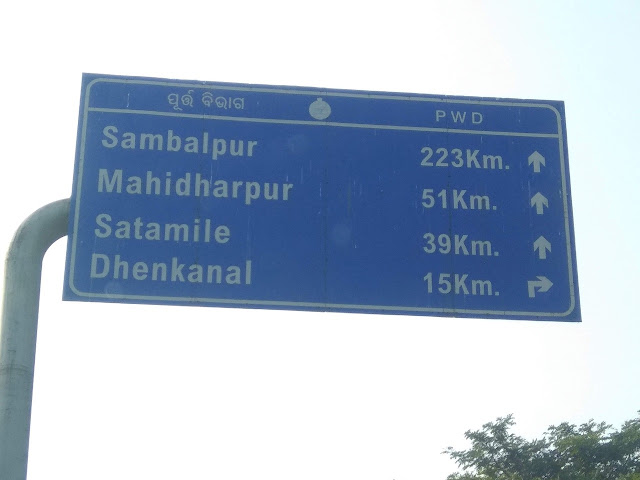 ପୂର୍ତ୍ତ ବିଭାଗ PWD
Sambalpur 223Km.
Mahidharpur 51Km.
Satamile 39Km.
Dhenkanal 15Km.